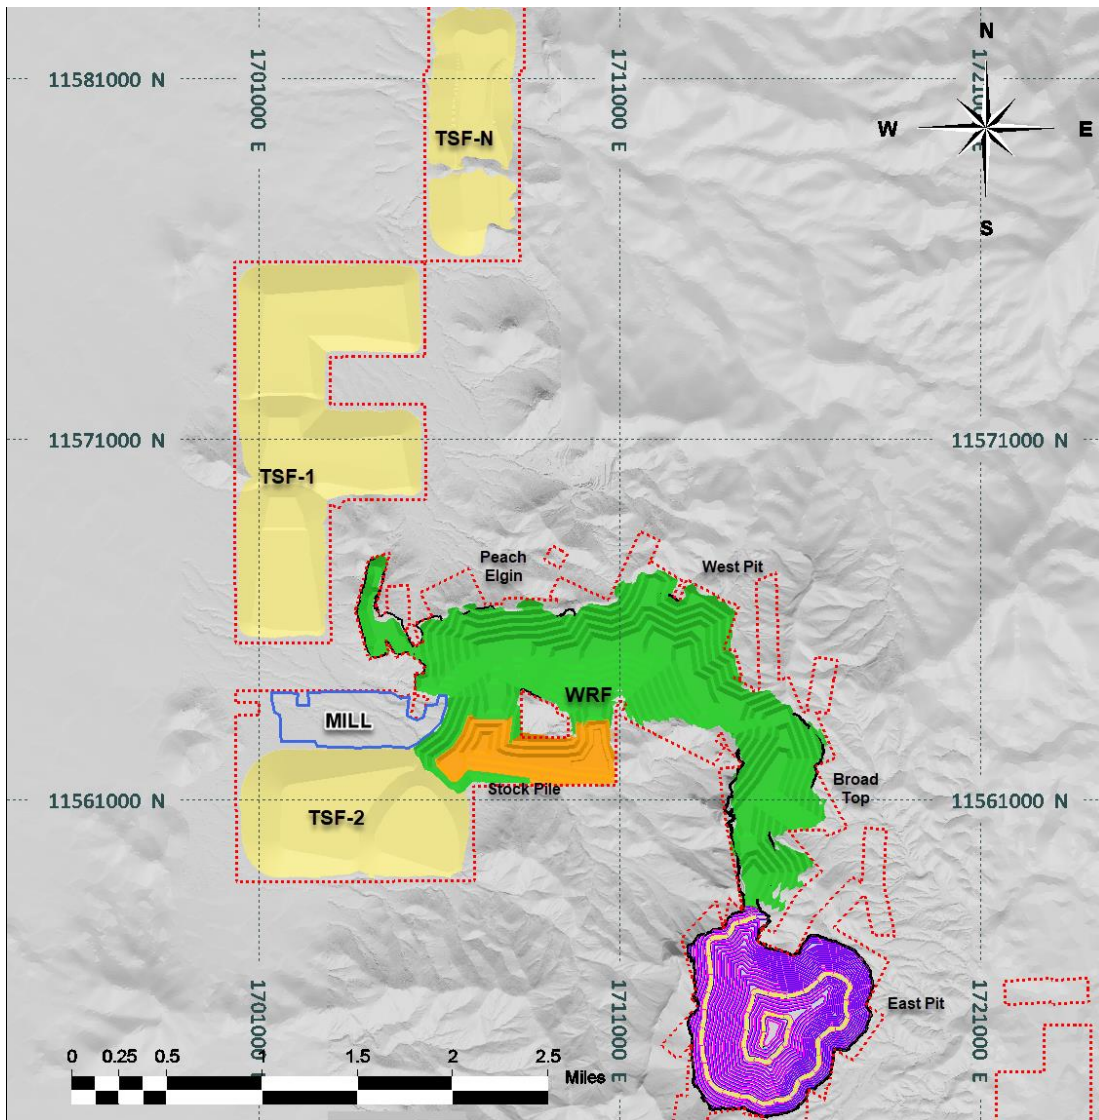 N
11581000 N
1701000 E
1711000 E
1721000 E
TSF-N
W
E
S
11571000 N
11571000 N
TSF-1
Peach
Elgin
West Pit
WRF
MILL
Stock Pile
Broad
Top
11561000 N
11561000 N
TSF-2
East Pit
1701000
1711000 E
1721000 E
0 0.25 0.5 1 1.5 2 2.5
Miles